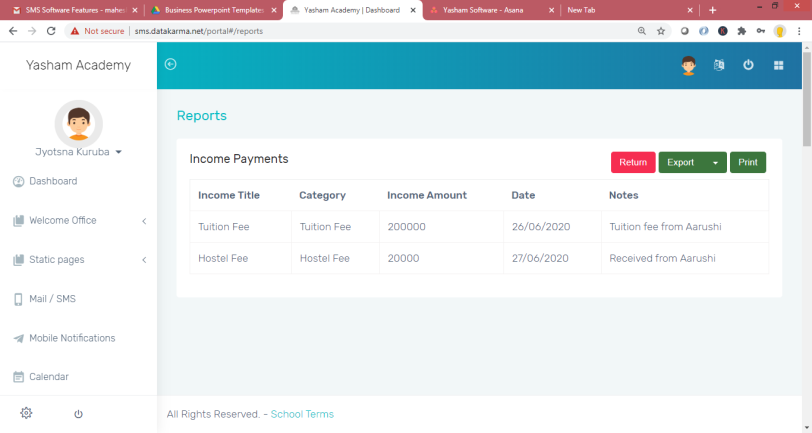 SMS Software Features - mahes
Business Powerpoint Templates
Yasham Academy | Dashboard
Yasham Software - Asana
New Tab
Not secure | sms.datakarma.net/portal#/reports
Yasham Academy
Jyotsna Kuruba
Dashboard
Welcome Office
Static pages
Mail / SMS
Mobile Notifications
Calendar
Reports
Income Payments
Return Export Print
Income Title Category Income Amount Date Notes
Tuition Fee Tuition Fee 200000 26/06/2020 Tuition fee from Aarushi
Hostel Fee Hostel Fee 20000 27/06/2020 Received from Aarushi
All Rights Reserved. - School Terms